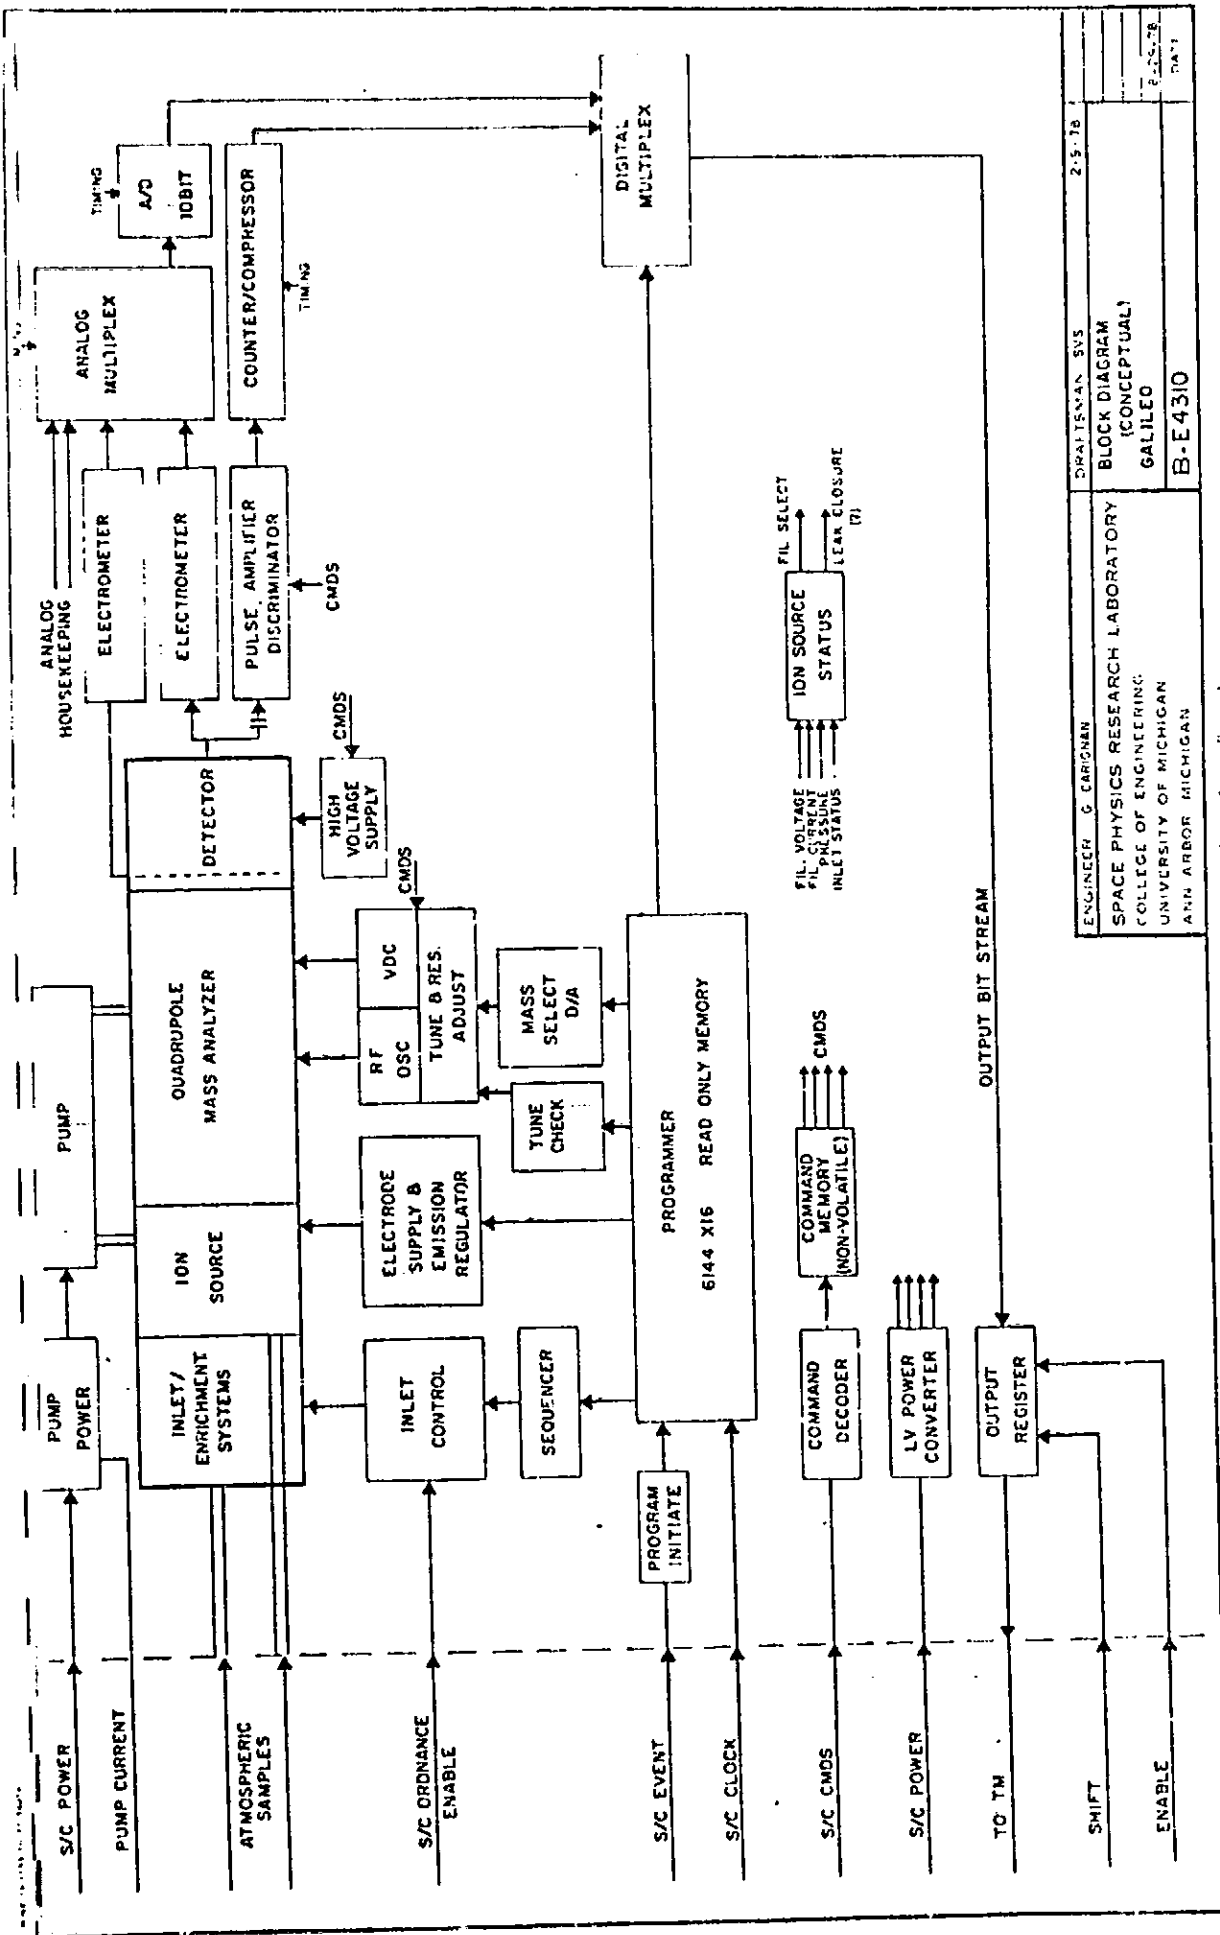 S/C POWER
PUMP CURRENT
ATMOSPHERIC
SAMPLES
S/C ORDNANCE
ENABLE
S/C EVENT
S/C CLOCK
S/C CMDS
S/C POWER
TO TM
SHIFT
ENABLE
PUMP
POWER
PUMP
INLET/
ENRICHMENT
SYSTEMS
ION
SOURCE
QUADRUPOLE
MASS ANALYZER
DETECTOR
ANALOG
HOUSEKEEPING
ELECTROMETER
ELECTROMETER
PULSE AMPLIFIER
DISCRIMINATOR
CMDS
ANALOG
MULTIPLEX
TIMING
A/D
10BIT
COUNTER/COMPRESSOR
TIMING
INLET
CONTROL
ELECTRODE
SUPPLY &
EMISSION
REGULATOR
RF
OSC
VDC
TUNE & RES.
ADJUST
CMDS
HIGH
VOLTAGE
SUPPLY
CMDS
SEQUENCER
TUNE
CHECK
MASS
SELECT
D/A
PROGRAM
INITIATE
PROGRAMMER
6144 X16 READ ONLY MEMORY
DIGITAL
MULTIPLEX
COMMAND
DECODER
COMMAND
MEMORY
(NON-VOLATILE)
CMDS
FIL. VOLTAGE
FIL. CURRENT
PRESSURE
INLET STATUS
ION SOURCE
STATUS
FIL SELECT
LEAK CLOSURE
(?)
LV POWER
CONVERTER
OUTPUT
REGISTER
OUTPUT BIT STREAM
ENGINEER G CARIGNAN
DRAFTSMAN SVS
2-9-78
SPACE PHYSICS RESEARCH LABORATORY
COLLEGE OF ENGINEERING
UNIVERSITY OF MICHIGAN
ANN ARBOR MICHIGAN
BLOCK DIAGRAM
(CONCEPTUAL)
GALILEO
B-E4310
DATE